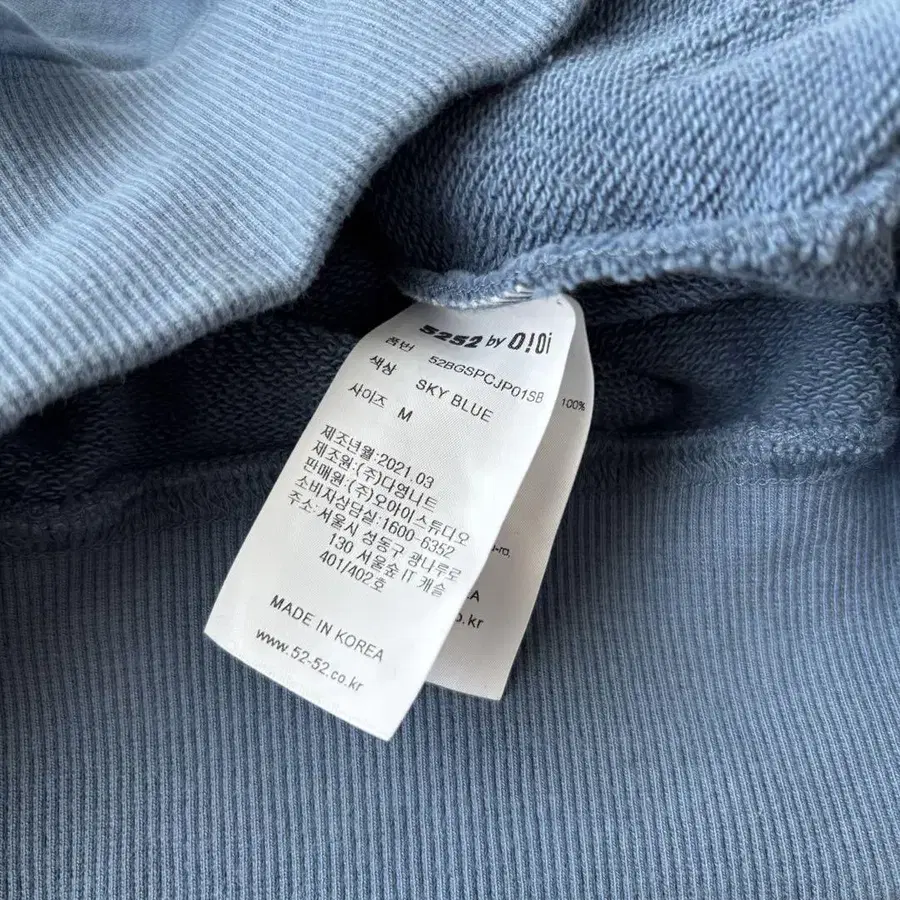 5252 by O!Oi
품번 52BGSPCJP01SB
색상 SKY BLUE
사이즈 M
제조년월:2021.03
제조원:(주)다영니트
판매원:(주)오아이스튜디오
소비자상담실:1600-6352
주소:서울시 성동구 광나루로
130 서울숲 IT 캐슬
401/402호
MADE IN KOREA
www.52-52.co.kr
100%